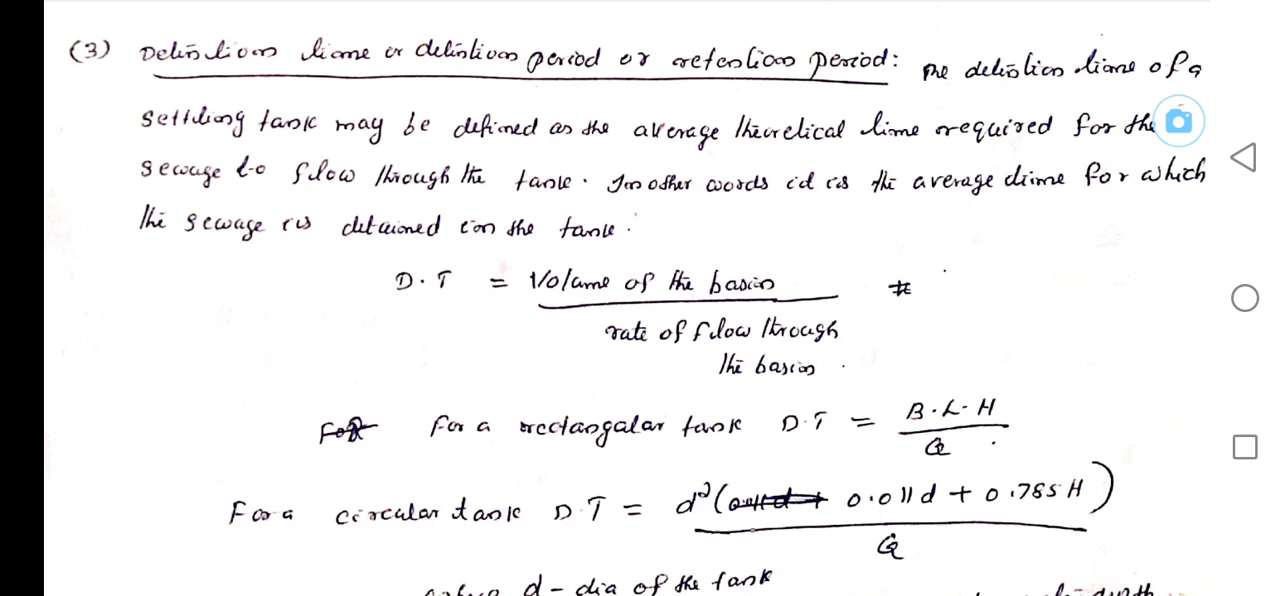 (3) Detention time or detention period or retention period: The detention time of a
settling tank may be defined as the average theoretical time required for the
sewage to flow through the tank. In other words it is the average time for which
the sewage is detained in the tank.
D.T = Volume of the basin
rate of flow through
the basin.
For a rectangular tank D.T = B.L.H
Q
For a circular tank D.T = d²(0.011d + 0.785H)
Q
d - dia of the tank